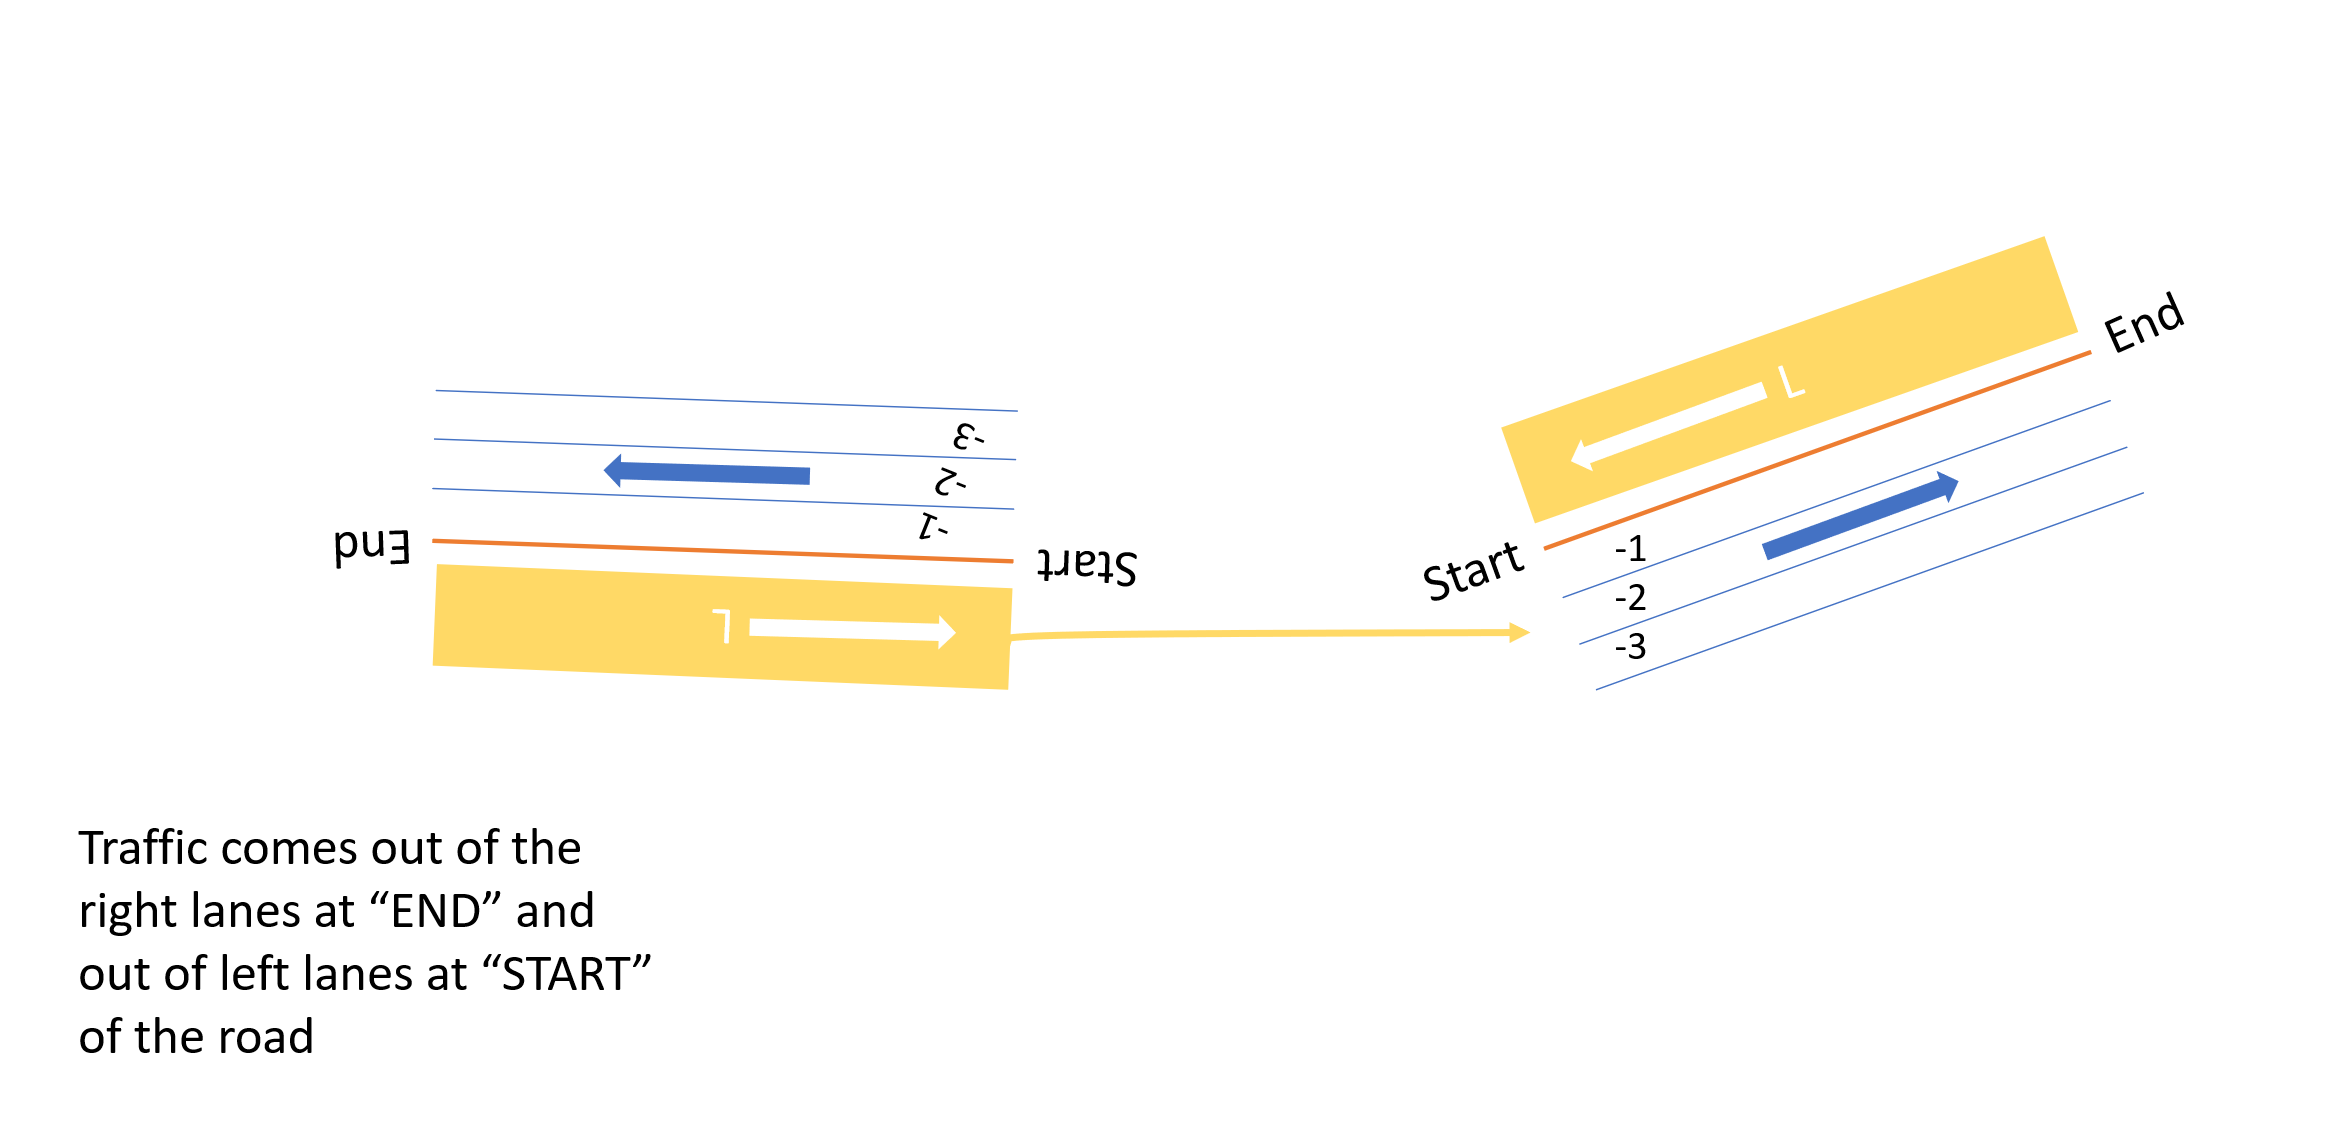 End
-3
-2
-1
Start
L
L
End
Start
-1
-2
-3
Traffic comes out of the
right lanes at “END” and
out of left lanes at “START”
of the road